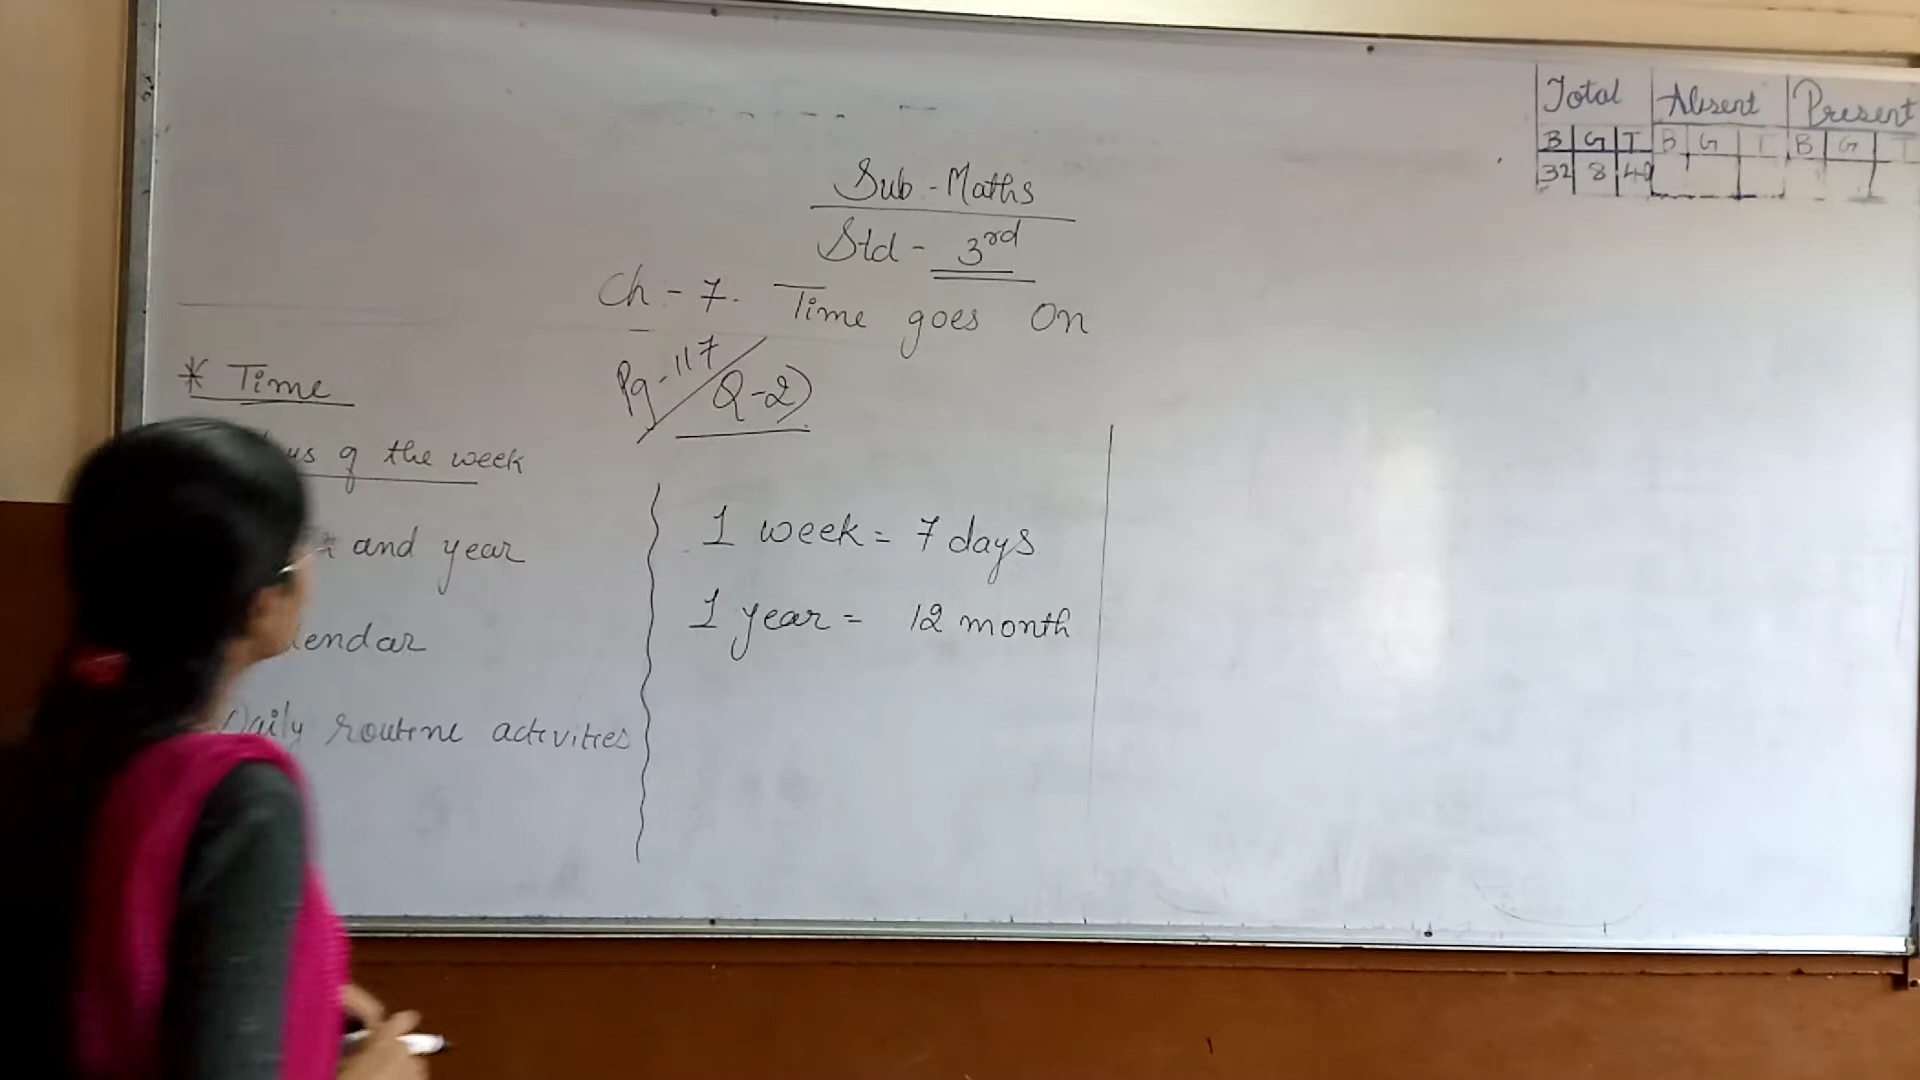 Total Absent Present
B G T B G T B G T
32 8 40
Sub - Maths
Std - 3rd
Ch - 7. Time goes On
Pg - 117
Q-2)
* Time
of the week
and year
Daily routine activities
1 week = 7 days
1 year = 12 month